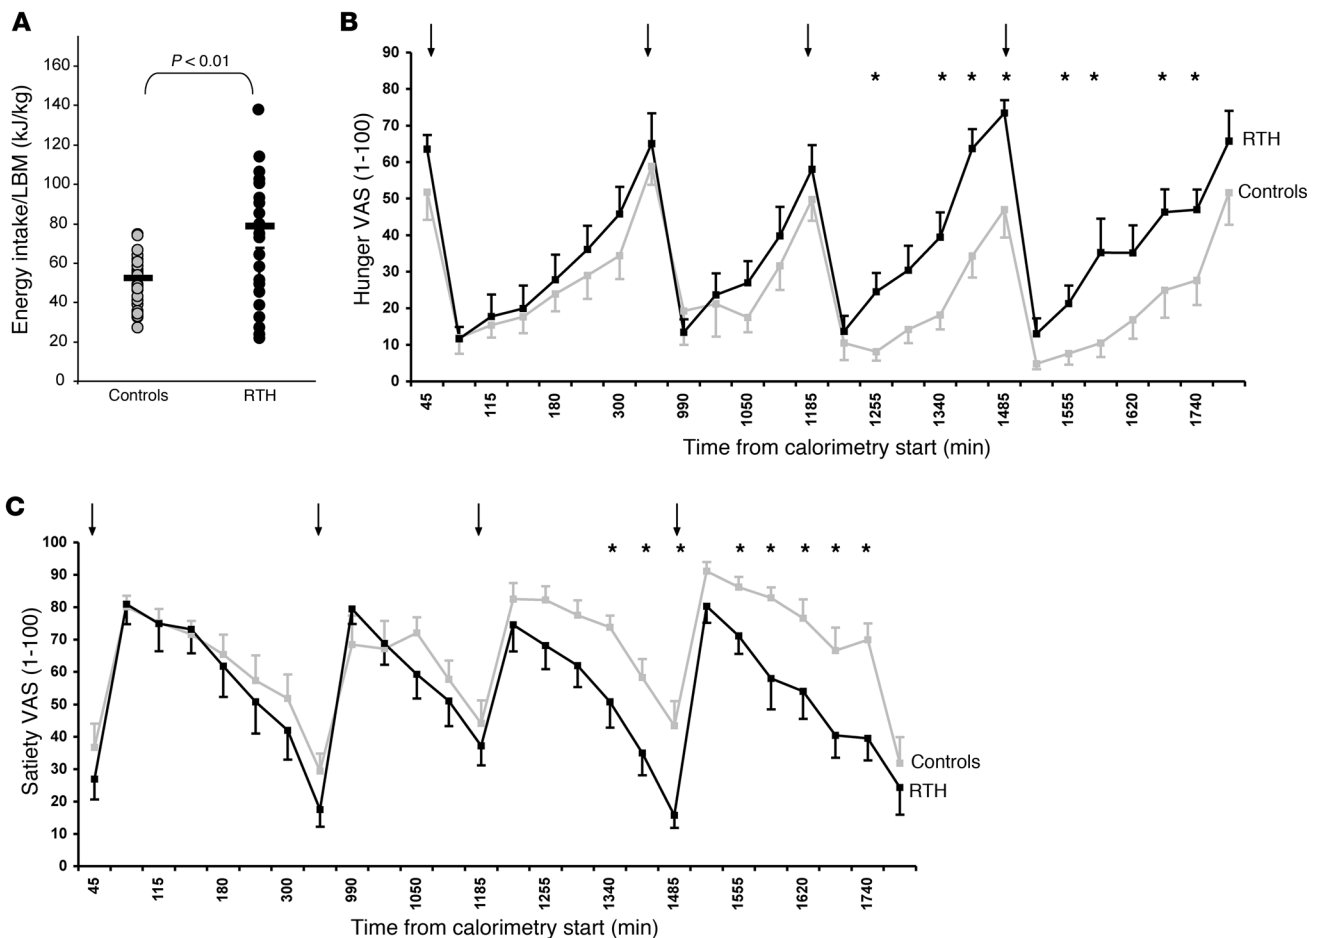 A
Energy intake/LBM (kJ/kg)
160
140
120
100
80
60
40
20
0
P < 0.01
Controls
RTH
B
Hunger VAS (1-100)
90
80
70
60
50
40
30
20
10
0
* * * * * * * *
RTH
Controls
45 115 180 300 990 1050 1185 1255 1340 1485 1555 1620 1740
Time from calorimetry start (min)
C
Satiety VAS (1-100)
100
90
80
70
60
50
40
30
20
10
0
* * * * * * * *
Controls
RTH
45 115 180 300 990 1050 1185 1255 1340 1485 1555 1620 1740
Time from calorimetry start (min)